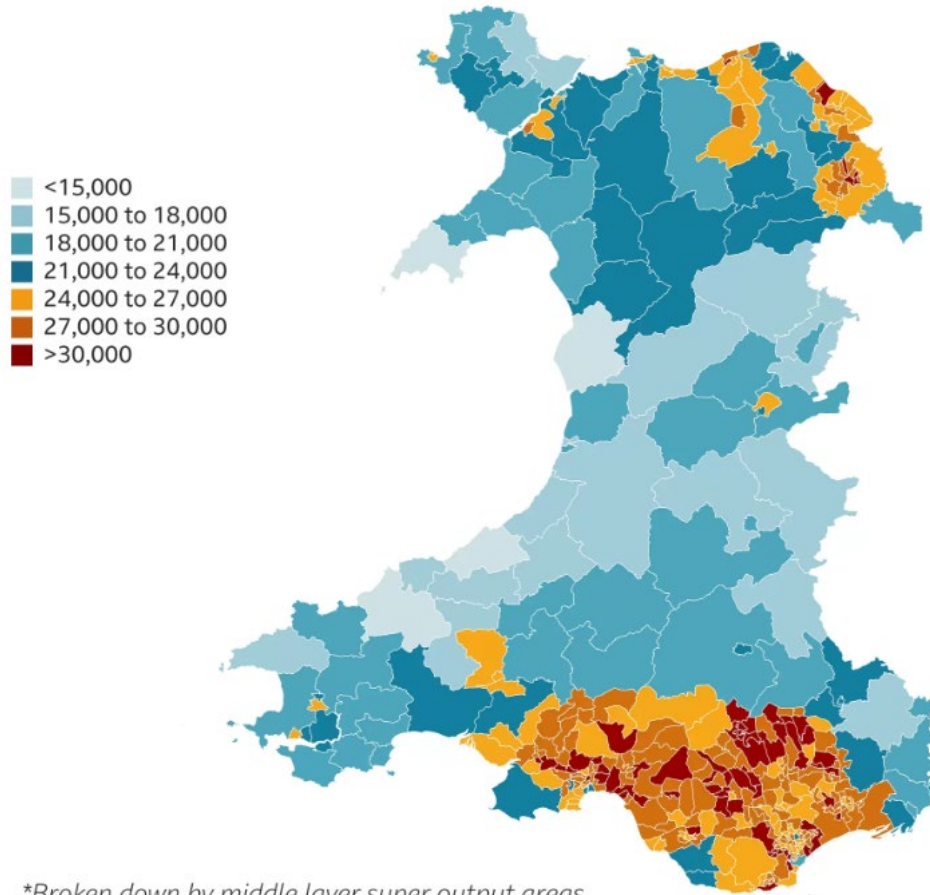 <15,000
15,000 to 18,000
18,000 to 21,000
21,000 to 24,000
24,000 to 27,000
27,000 to 30,000
>30,000
*Broken down by middle layer super output areas